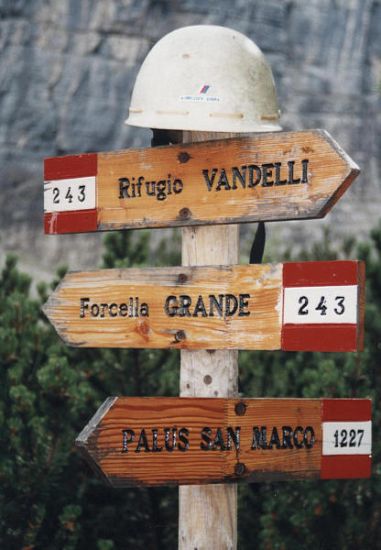 243 Rifugio VANDELLI
Forcella GRANDE 243
PALUS SAN MARCO 1227